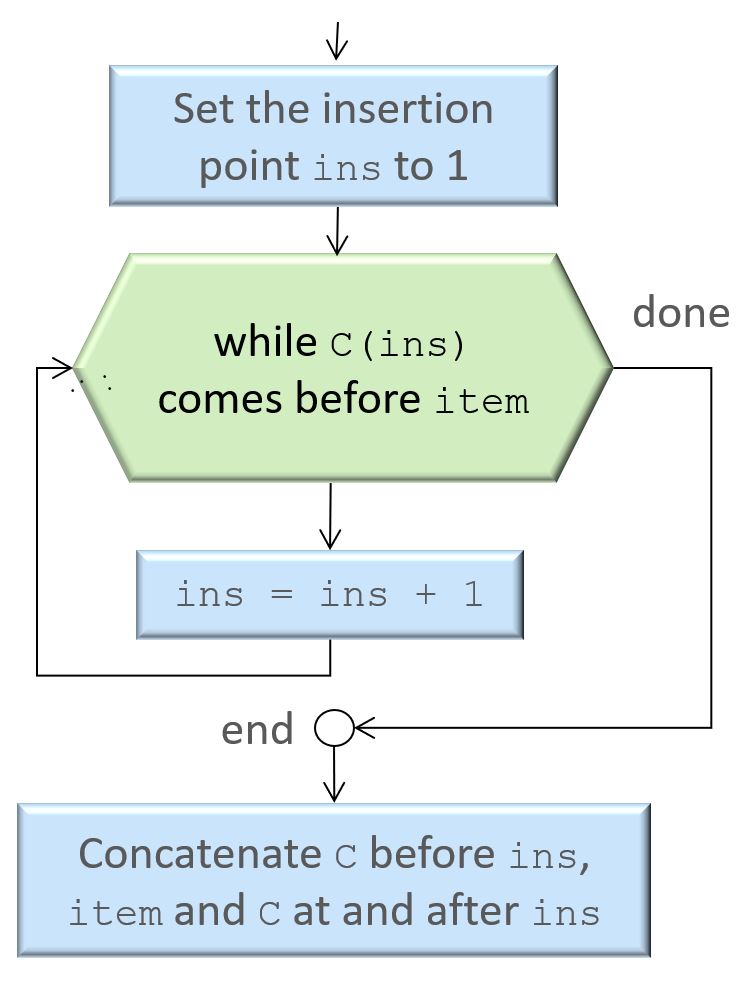 Set the insertion
point ins to 1
while C(ins)
comes before item
done
ins = ins + 1
end
Concatenate C before ins,
item and C at and after ins